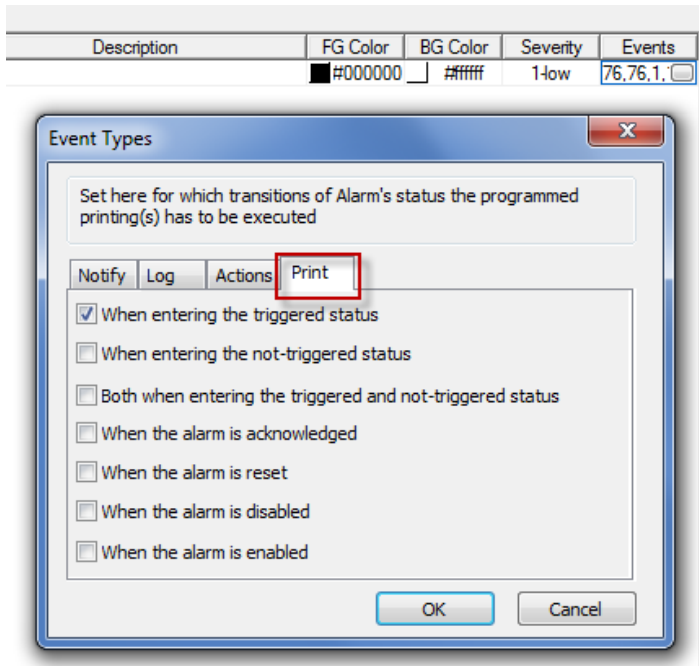 Description FG Color BG Color Severity Events
#000000 #ffffff 1-low 76,76,1,
Event Types
Set here for which transitions of Alarm's status the programmed
printing(s) has to be executed
Notify Log Actions Print
When entering the triggered status
When entering the not-triggered status
Both when entering the triggered and not-triggered status
When the alarm is acknowledged
When the alarm is reset
When the alarm is disabled
When the alarm is enabled
OK Cancel